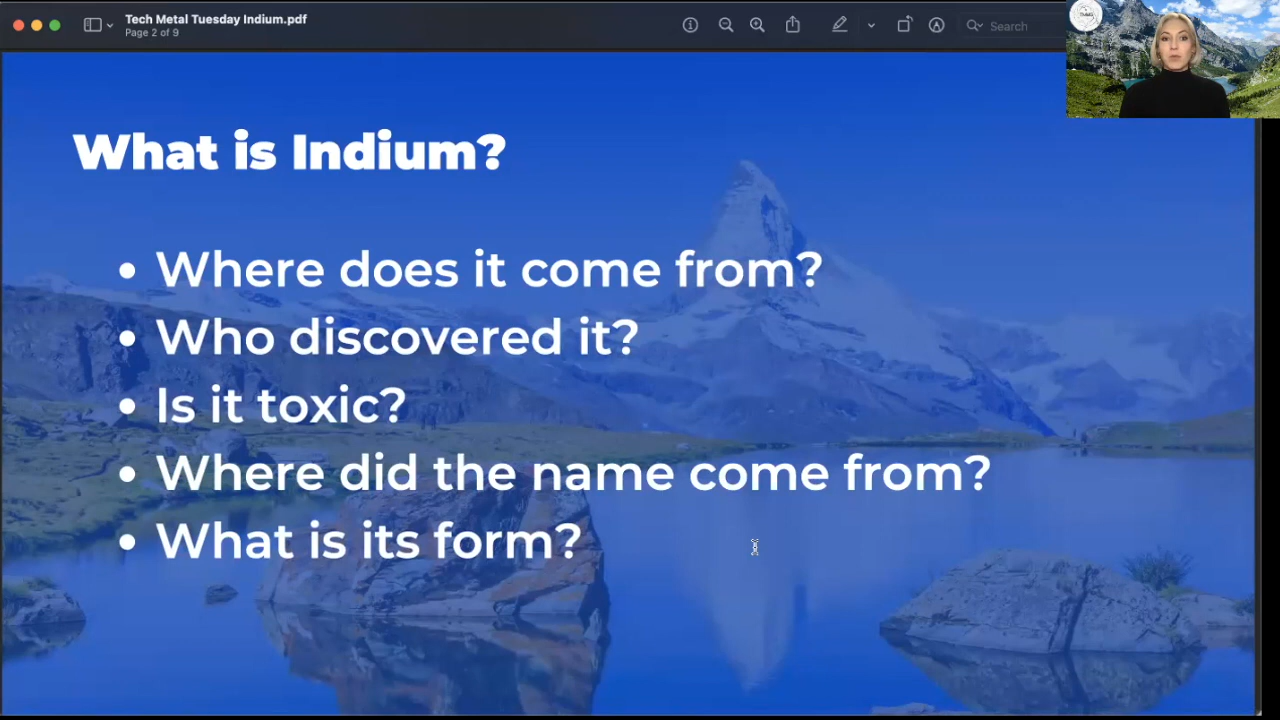 Tech Metal Tuesday Indium.pdf
Page 2 of 9
Search
What is Indium?
• Where does it come from?
• Who discovered it?
• Is it toxic?
• Where did the name come from?
• What is its form?